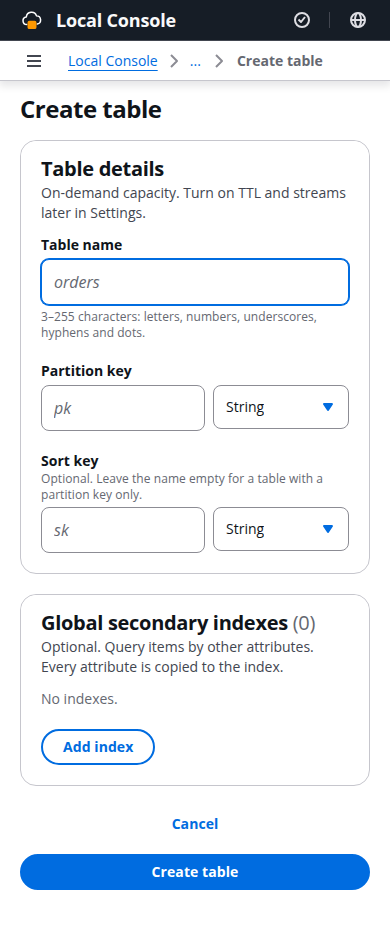 Local Console
Local Console
...
Create table
Create table
Table details
On-demand capacity. Turn on TTL and streams
later in Settings.
Table name
orders
3–255 characters: letters, numbers, underscores,
hyphens and dots.
Partition key
pk
String
Sort key
Optional. Leave the name empty for a table with a
partition key only.
sk
String
Global secondary indexes (0)
Optional. Query items by other attributes.
Every attribute is copied to the index.
No indexes.
Add index
Cancel
Create table